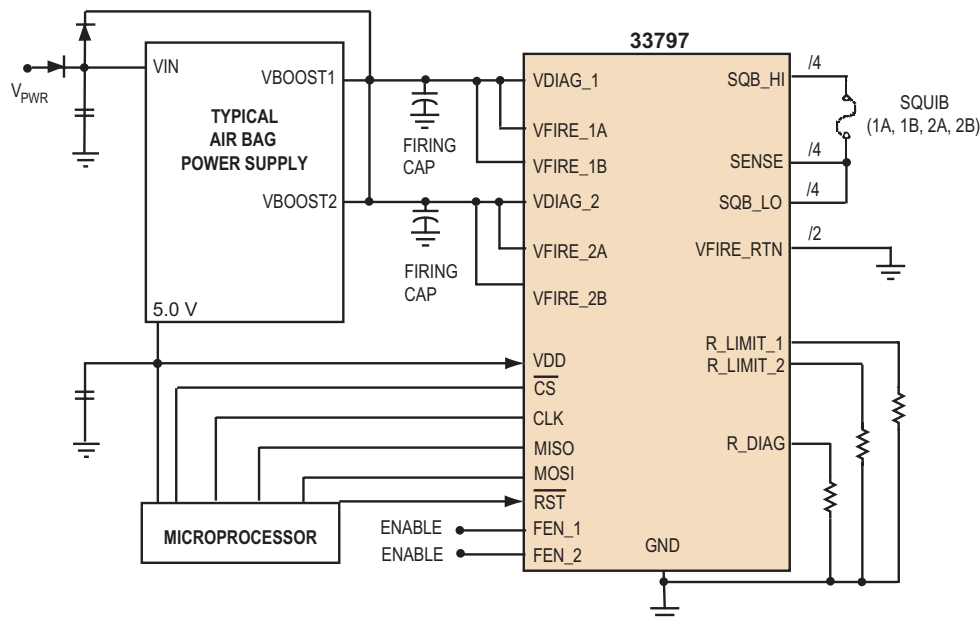 33797
VIN
VBOOST1
V_PWR
TYPICAL
AIR BAG
POWER SUPPLY
VBOOST2
5.0 V
FIRING
CAP
FIRING
CAP
VDIAG_1
VFIRE_1A
VFIRE_1B
VDIAG_2
VFIRE_2A
VFIRE_2B
VDD
CS
CLK
MISO
MOSI
RST
FEN_1
FEN_2
ENABLE
ENABLE
MICROPROCESSOR
GND
SQB_HI
SENSE
SQB_LO
VFIRE_RTN
R_LIMIT_1
R_LIMIT_2
R_DIAG
/4
/4
/4
/2
SQUIB
(1A, 1B, 2A, 2B)